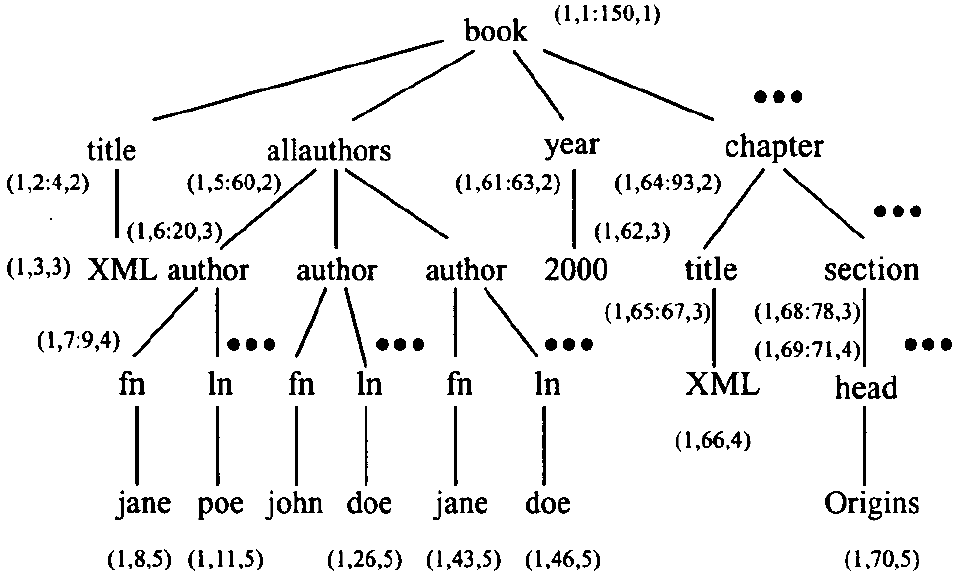 book (1,1:150,1)
•••
title allauthors year chapter
(1,2:4,2) (1,5:60,2) (1,61:63,2) (1,64:93,2)
•••
(1,6:20,3) (1,62,3)
(1,3,3) XML author author author 2000 title section
(1,65:67,3) (1,68:78,3)
(1,7:9,4) ••• ••• ••• (1,69:71,4) •••
fn ln fn ln fn ln XML head
(1,66,4)
jane poe john doe jane doe Origins
(1,8,5) (1,11,5) (1,26,5) (1,43,5) (1,46,5) (1,70,5)